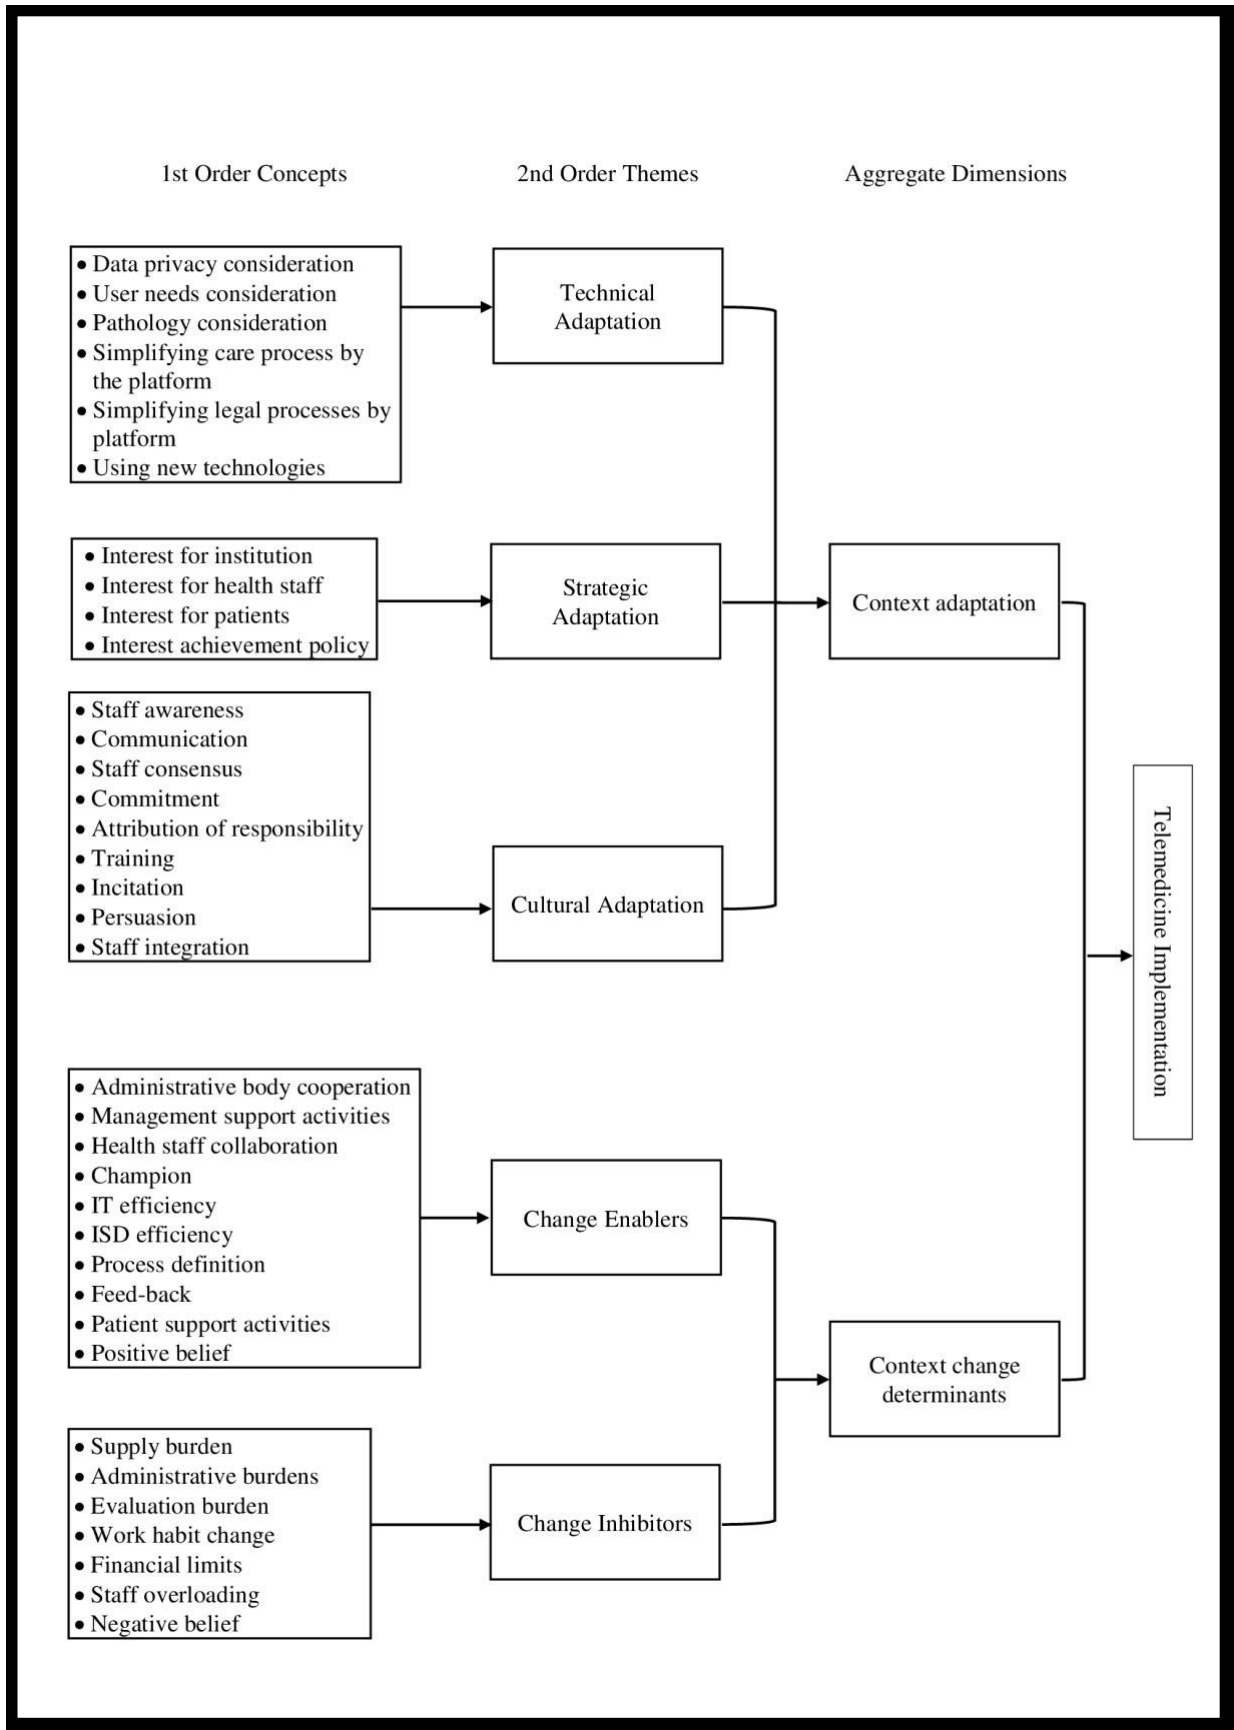 1st Order Concepts
2nd Order Themes
Aggregate Dimensions
• Data privacy consideration
• User needs consideration
• Pathology consideration
• Simplifying care process by
the platform
• Simplifying legal processes by
platform
• Using new technologies
Technical
Adaptation
• Interest for institution
• Interest for health staff
• Interest for patients
• Interest achievement policy
Strategic
Adaptation
Context adaptation
• Staff awareness
• Communication
• Staff consensus
• Commitment
• Attribution of responsibility
• Training
• Incitation
• Persuasion
• Staff integration
Cultural Adaptation
Telemedicine Implementation
• Administrative body cooperation
• Management support activities
• Health staff collaboration
• Champion
• IT efficiency
• ISD efficiency
• Process definition
• Feed-back
• Patient support activities
• Positive belief
Change Enablers
Context change
determinants
• Supply burden
• Administrative burdens
• Evaluation burden
• Work habit change
• Financial limits
• Staff overloading
• Negative belief
Change Inhibitors